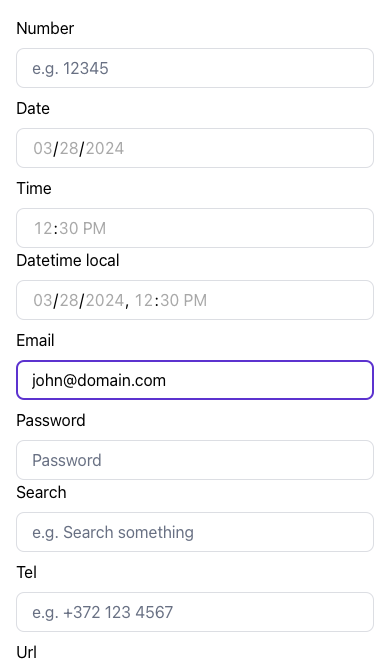 Number
e.g. 12345
Date
03/28/2024
Time
12:30 PM
Datetime local
03/28/2024, 12:30 PM
Email
john@domain.com
Password
Password
Search
e.g. Search something
Tel
e.g. +372 123 4567
Url